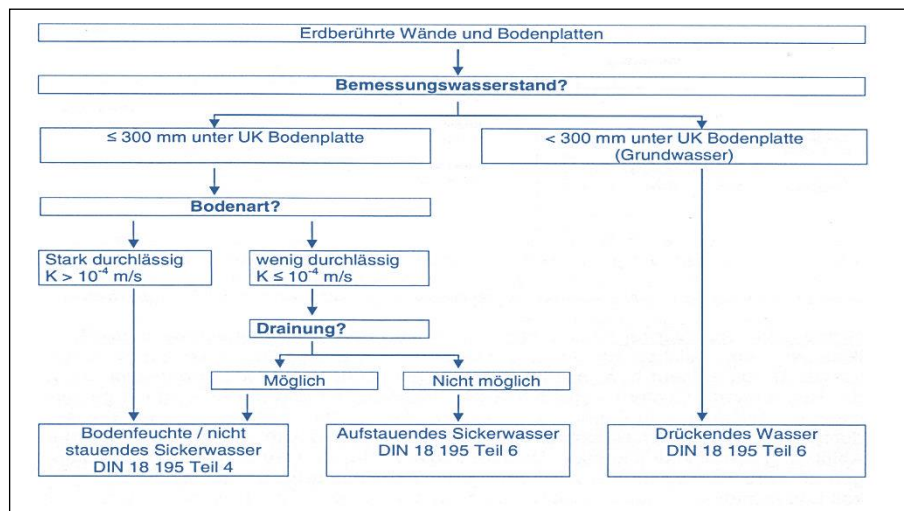 Erdberührte Wände und Bodenplatten
Bemessungswasserstand?
≤ 300 mm unter UK Bodenplatte
< 300 mm unter UK Bodenplatte
(Grundwasser)
Bodenart?
Stark durchlässig
K > 10⁻⁴ m/s
wenig durchlässig
K ≤ 10⁻⁴ m/s
Drainung?
Möglich
Nicht möglich
Bodenfeuchte / nicht
stauendes Sickerwasser
DIN 18 195 Teil 4
Aufstauendes Sickerwasser
DIN 18 195 Teil 6
Drückendes Wasser
DIN 18 195 Teil 6